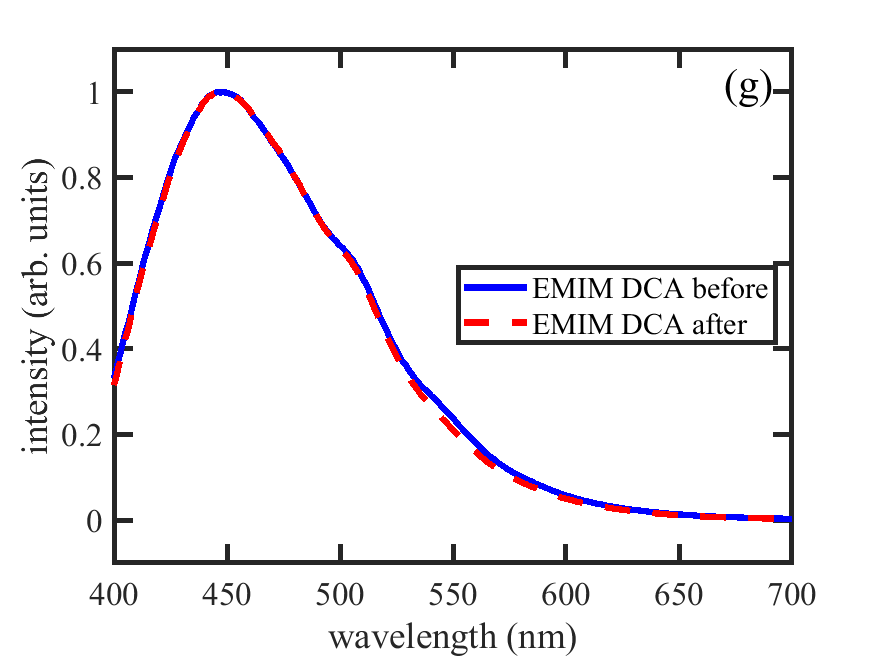 (g)
1
0.8
0.6
0.4
0.2
0
intensity (arb. units)
EMIM DCA before
EMIM DCA after
400 450 500 550 600 650 700
wavelength (nm)